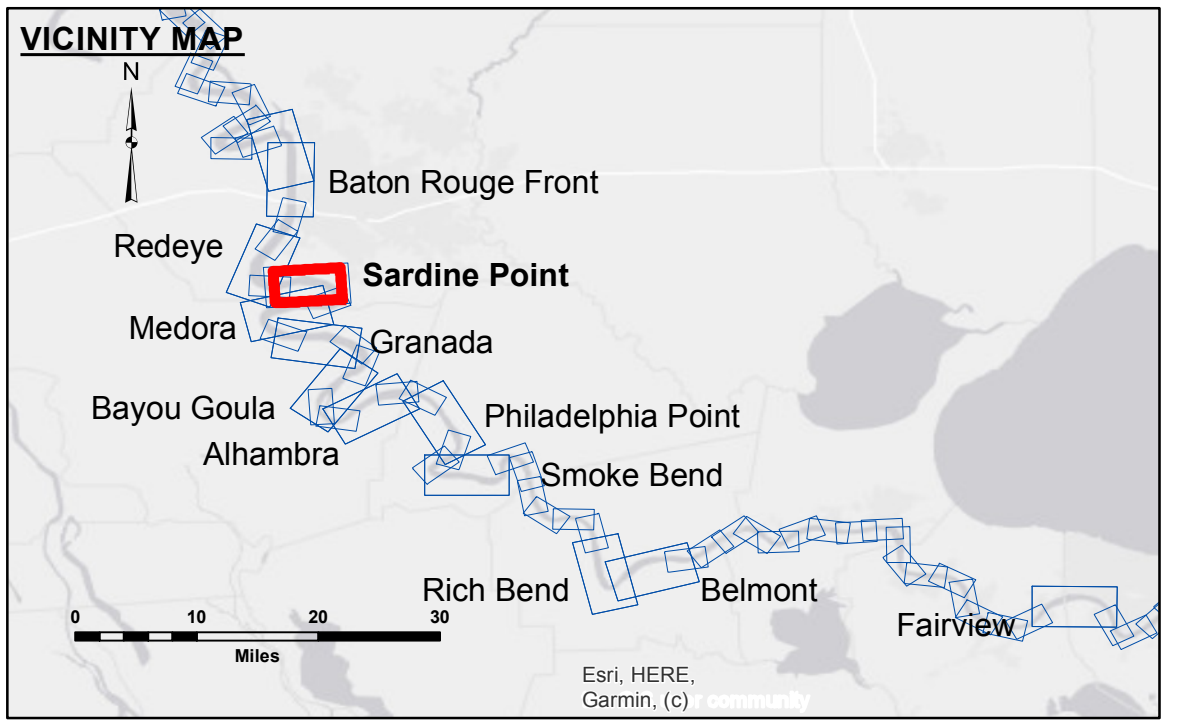 VICINITY MAP
N
Baton Rouge Front
Redeye
Sardine Point
Medora
Granada
Bayou Goula
Philadelphia Point
Alhambra
Smoke Bend
Rich Bend
Belmont
Fairview
0 10 20 30
Miles
Esri, HERE,
Garmin, (c)
r community